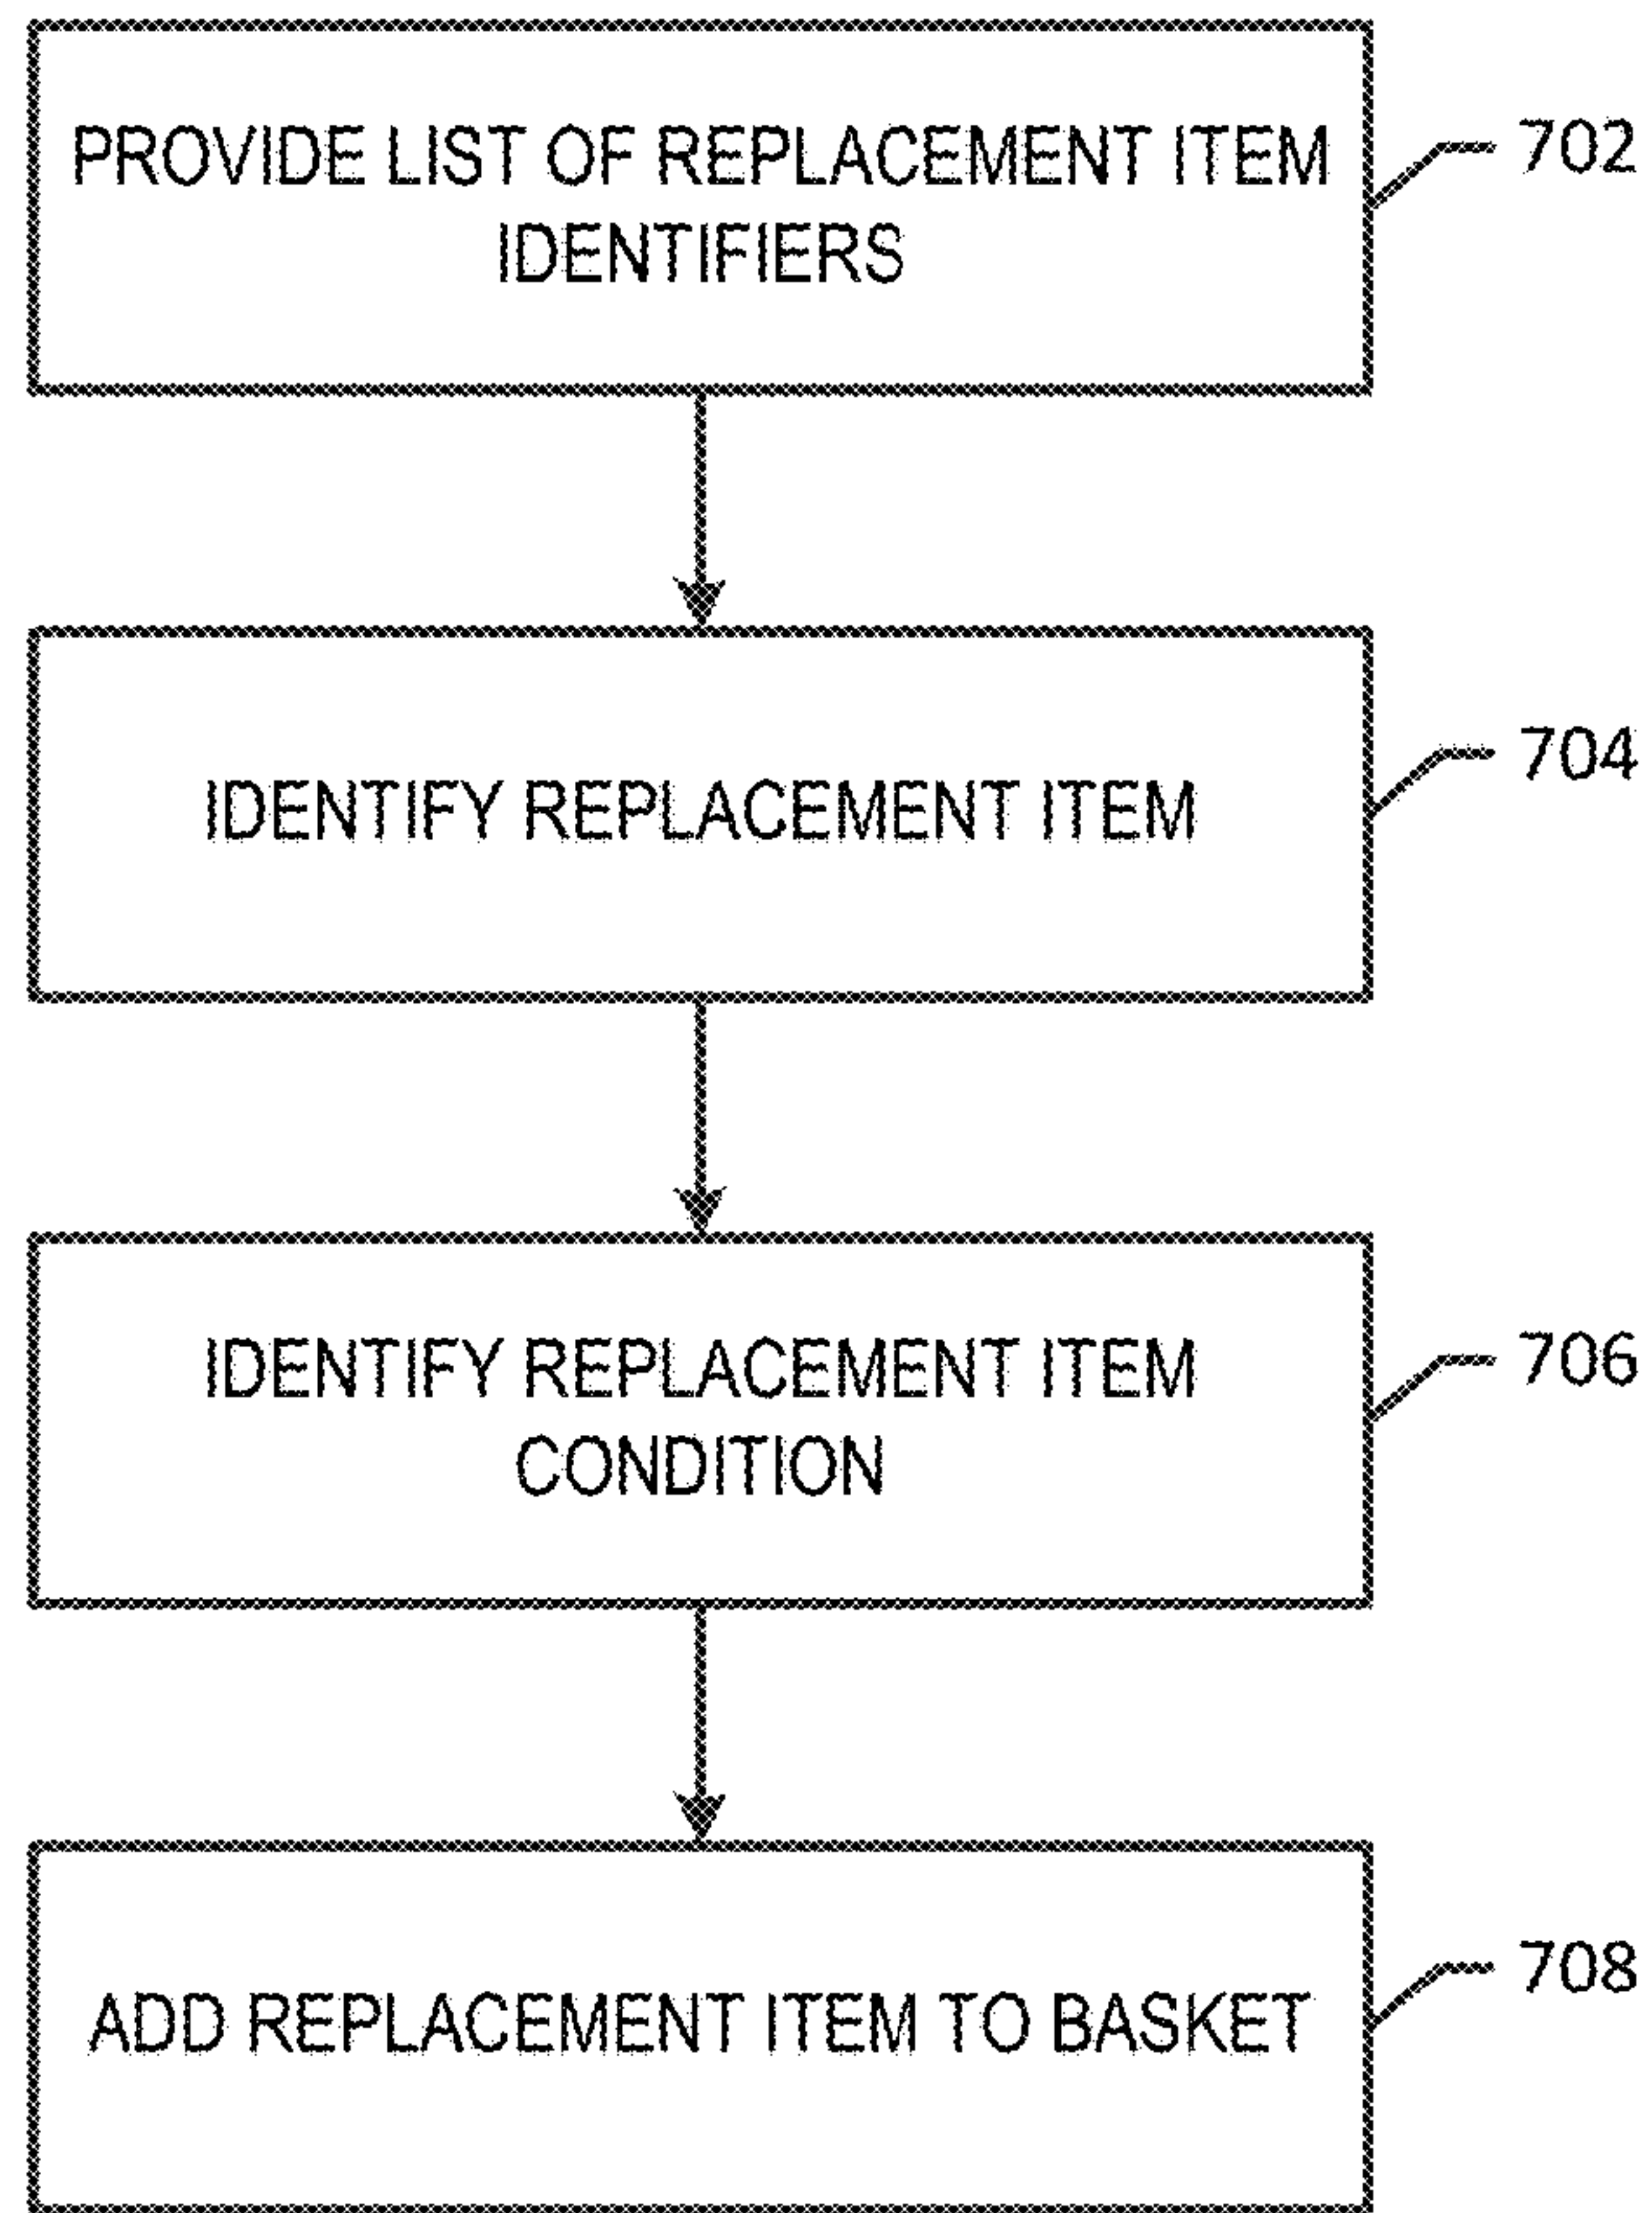 PROVIDE LIST OF REPLACEMENT ITEM
IDENTIFIERS
702
IDENTIFY REPLACEMENT ITEM
704
IDENTIFY REPLACEMENT ITEM
CONDITION
706
ADD REPLACEMENT ITEM TO BASKET
708